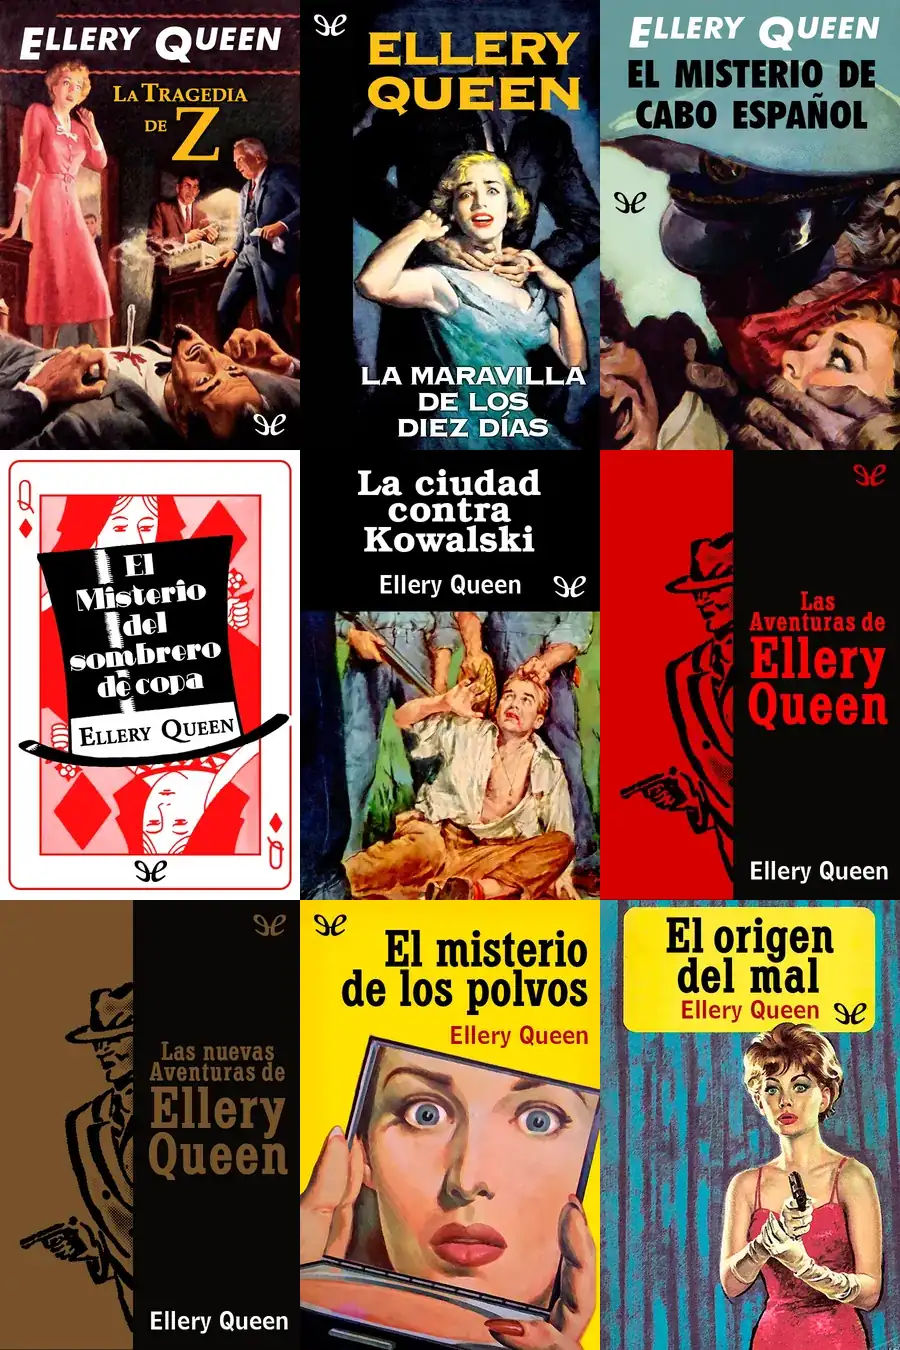 ELLERY QUEEN
LA TRAGEDIA
DE Z
ELLERY
QUEEN
LA MARAVILLA
DE LOS
DIEZ DÍAS
ELLERY QUEEN
EL MISTERIO DE
CABO ESPAÑOL
Q
El
Misterio
del
sombrero
de copa
ELLERY QUEEN
Q
La ciudad
contra
Kowalski
Ellery Queen
Las
Aventuras de
Ellery
Queen
Ellery Queen
Las nuevas
Aventuras de
Ellery
Queen
Ellery Queen
El misterio
de los polvos
Ellery Queen
El origen
del mal
Ellery Queen